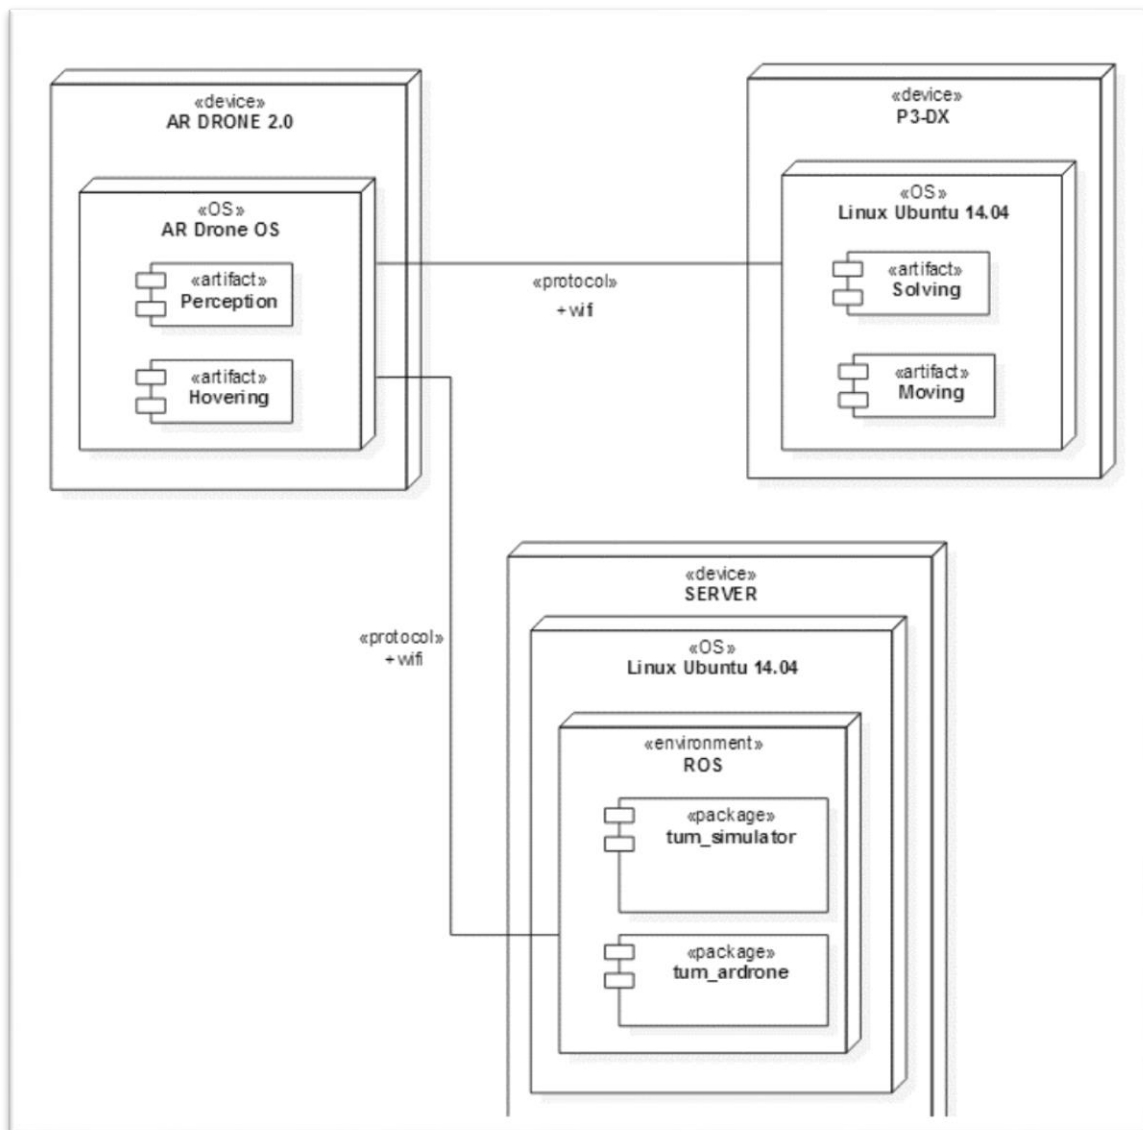 «device»
AR DRONE 2.0
«OS»
AR Drone OS
«artifact»
Perception
«artifact»
Hovering
«protocol»
+ wifi
«device»
P3-DX
«OS»
Linux Ubuntu 14.04
«artifact»
Solving
«artifact»
Moving
«protocol»
+ wifi
«device»
SERVER
«OS»
Linux Ubuntu 14.04
«environment»
ROS
«package»
tum_simulator
«package»
tum_ardrone